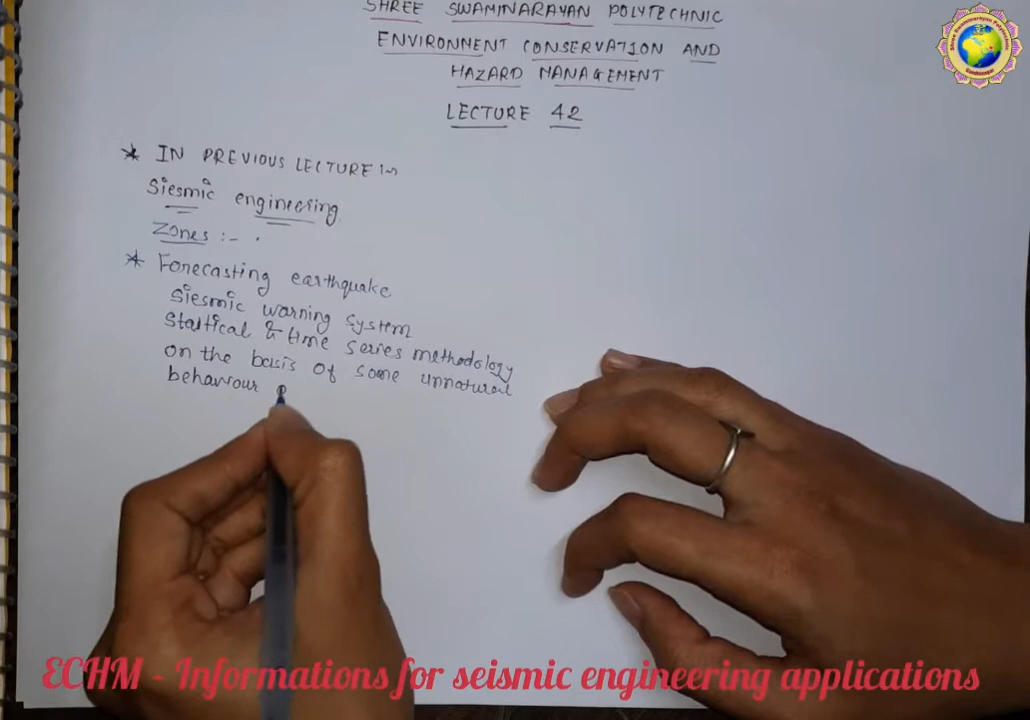 SHREE SWAMINARAYAN POLYTECHNIC
ENVIRONMENT CONSERVATION AND
HAZARD MANAGEMENT
LECTURE 42
* IN PREVIOUS LECTURE :-
Siesmic engineering
Zones :-
* Forecasting earthquake
Siesmic warning system
Stastical & time series methodology
on the basis of some unnatural
behaviour
ECHM - Informations for seismic engineering applications